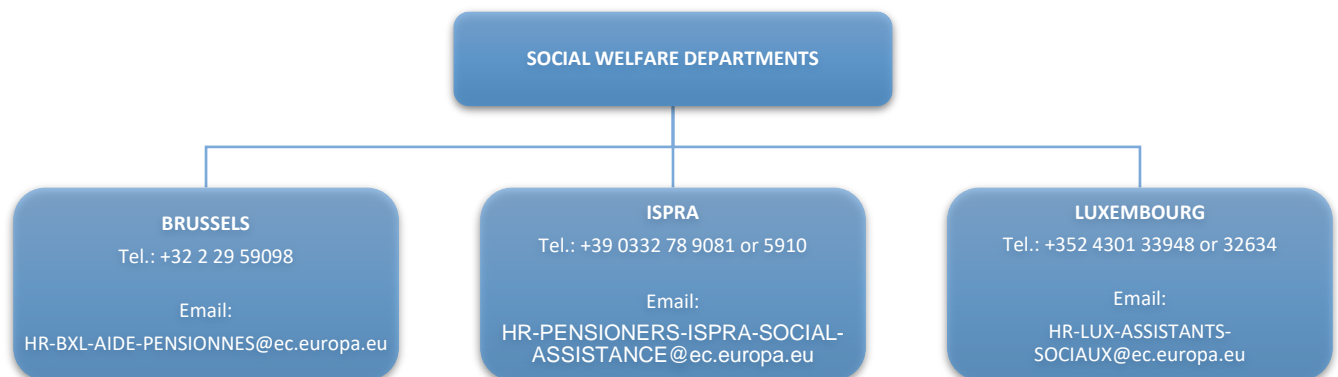 SOCIAL WELFARE DEPARTMENTS
BRUSSELS
Tel.: +32 2 29 59098
Email:
HR-BXL-AIDE-PENSIONNES@ec.europa.eu
ISPRA
Tel.: +39 0332 78 9081 or 5910
Email:
HR-PENSIONERS-ISPRA-SOCIAL-
ASSISTANCE@ec.europa.eu
LUXEMBOURG
Tel.: +352 4301 33948 or 32634
Email:
HR-LUX-ASSISTANTS-
SOCIAUX@ec.europa.eu